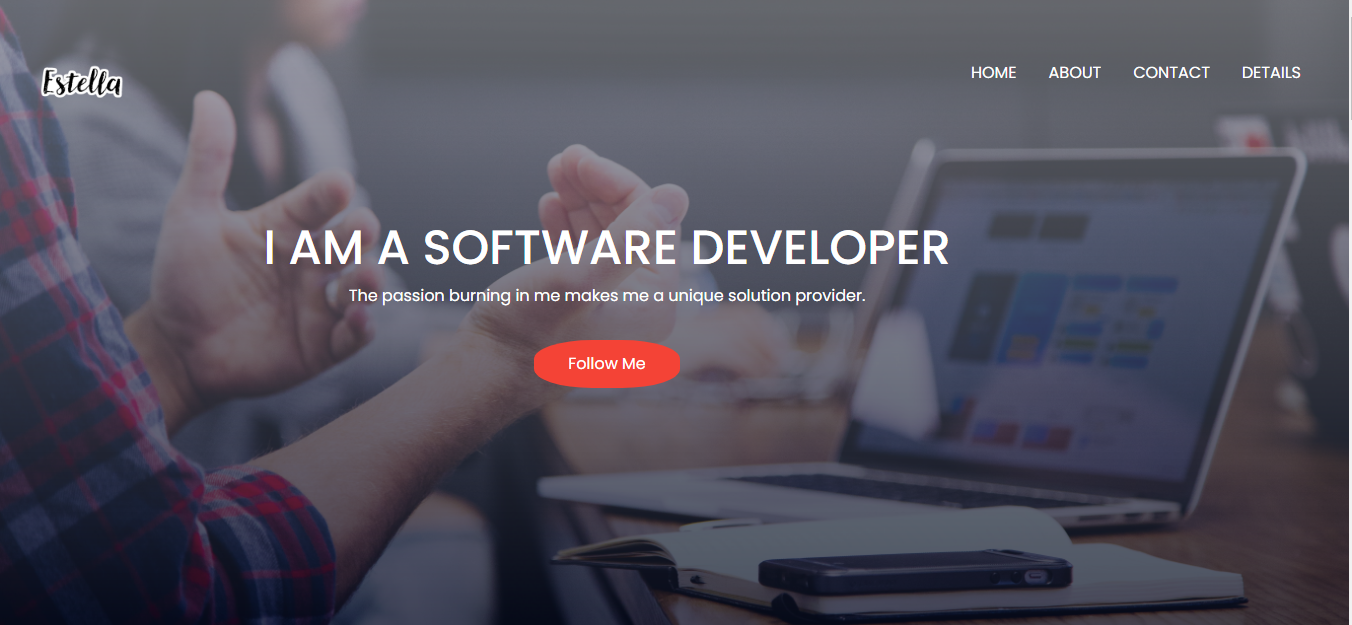 Estella
HOME ABOUT CONTACT DETAILS
I AM A SOFTWARE DEVELOPER
The passion burning in me makes me a unique solution provider.
Follow Me